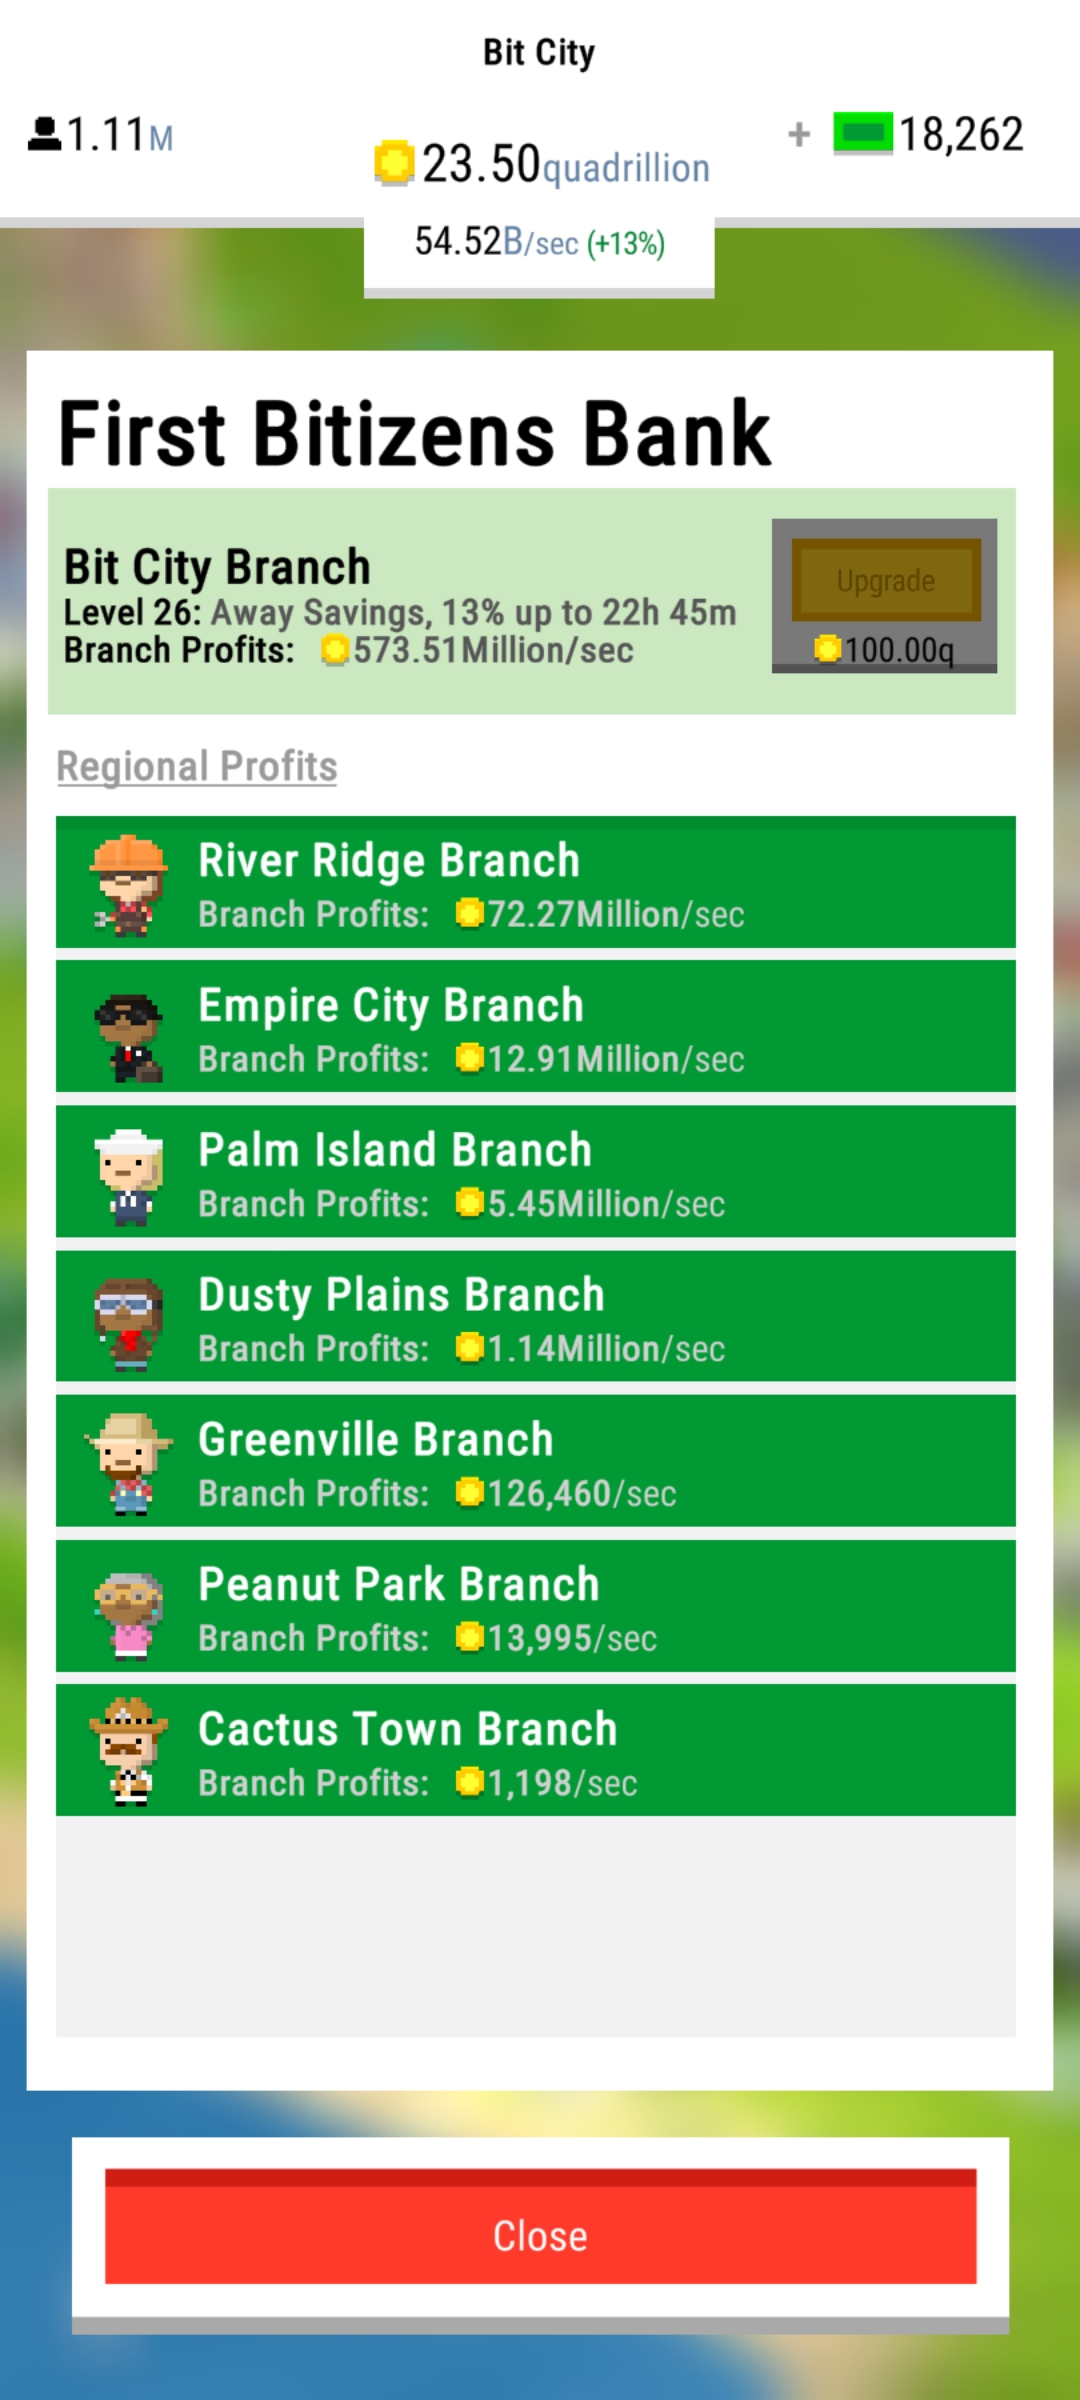 Bit City
1.11M
23.50quadrillion
+ 18,262
54.52B/sec (+13%)
First Bitizens Bank
Bit City Branch
Level 26: Away Savings, 13% up to 22h 45m
Branch Profits: 573.51Million/sec
Upgrade
100.00q
Regional Profits
River Ridge Branch
Branch Profits: 72.27Million/sec
Empire City Branch
Branch Profits: 12.91Million/sec
Palm Island Branch
Branch Profits: 5.45Million/sec
Dusty Plains Branch
Branch Profits: 1.14Million/sec
Greenville Branch
Branch Profits: 126,460/sec
Peanut Park Branch
Branch Profits: 13,995/sec
Cactus Town Branch
Branch Profits: 1,198/sec
Close